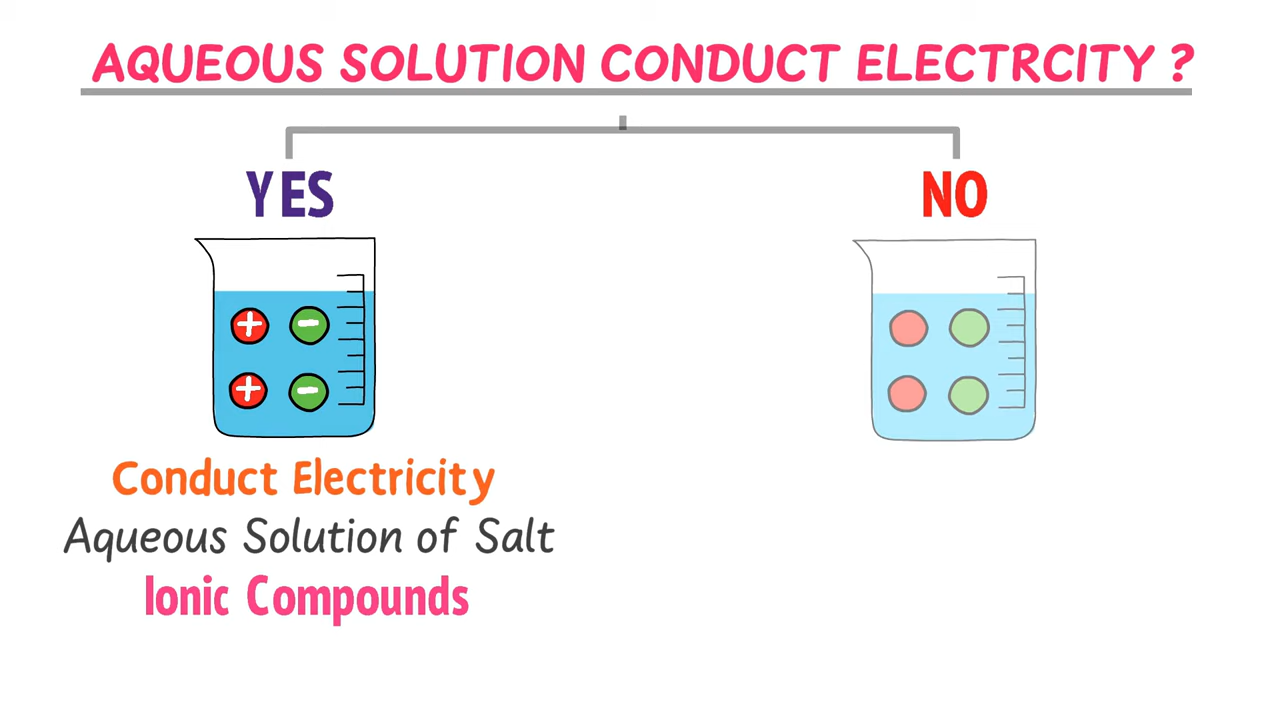 AQUEOUS SOLUTION CONDUCT ELECTRCITY ?
YES
NO
+ -
+ -
Conduct Electricity
Aqueous Solution of Salt
Ionic Compounds